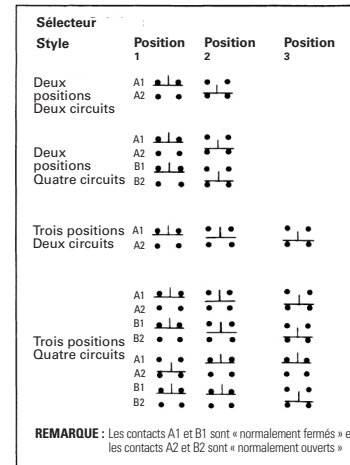 Sélecteur
Style Position Position Position
1 2 3
Deux
positions
Deux circuits
A1
A2
Deux
positions
Quatre circuits
A1
A2
B1
B2
Trois positions
Deux circuits
A1
A2
Trois positions
Quatre circuits
A1
A2
B1
B2
A1
A2
B1
B2
REMARQUE : Les contacts A1 et B1 sont « normalement fermés » e
les contacts A2 et B2 sont « normalement ouverts »